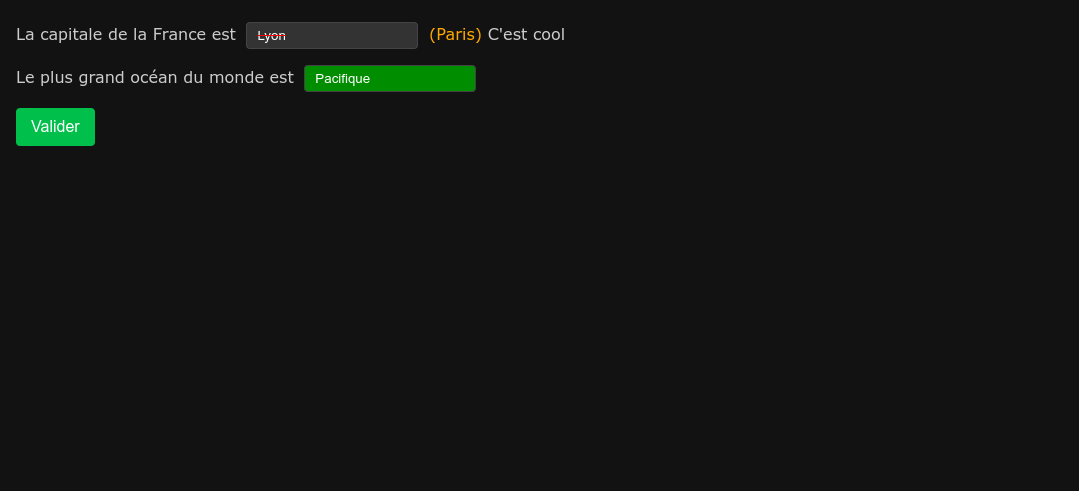 La capitale de la France est Lyon (Paris) C'est cool
Le plus grand océan du monde est Pacifique
Valider